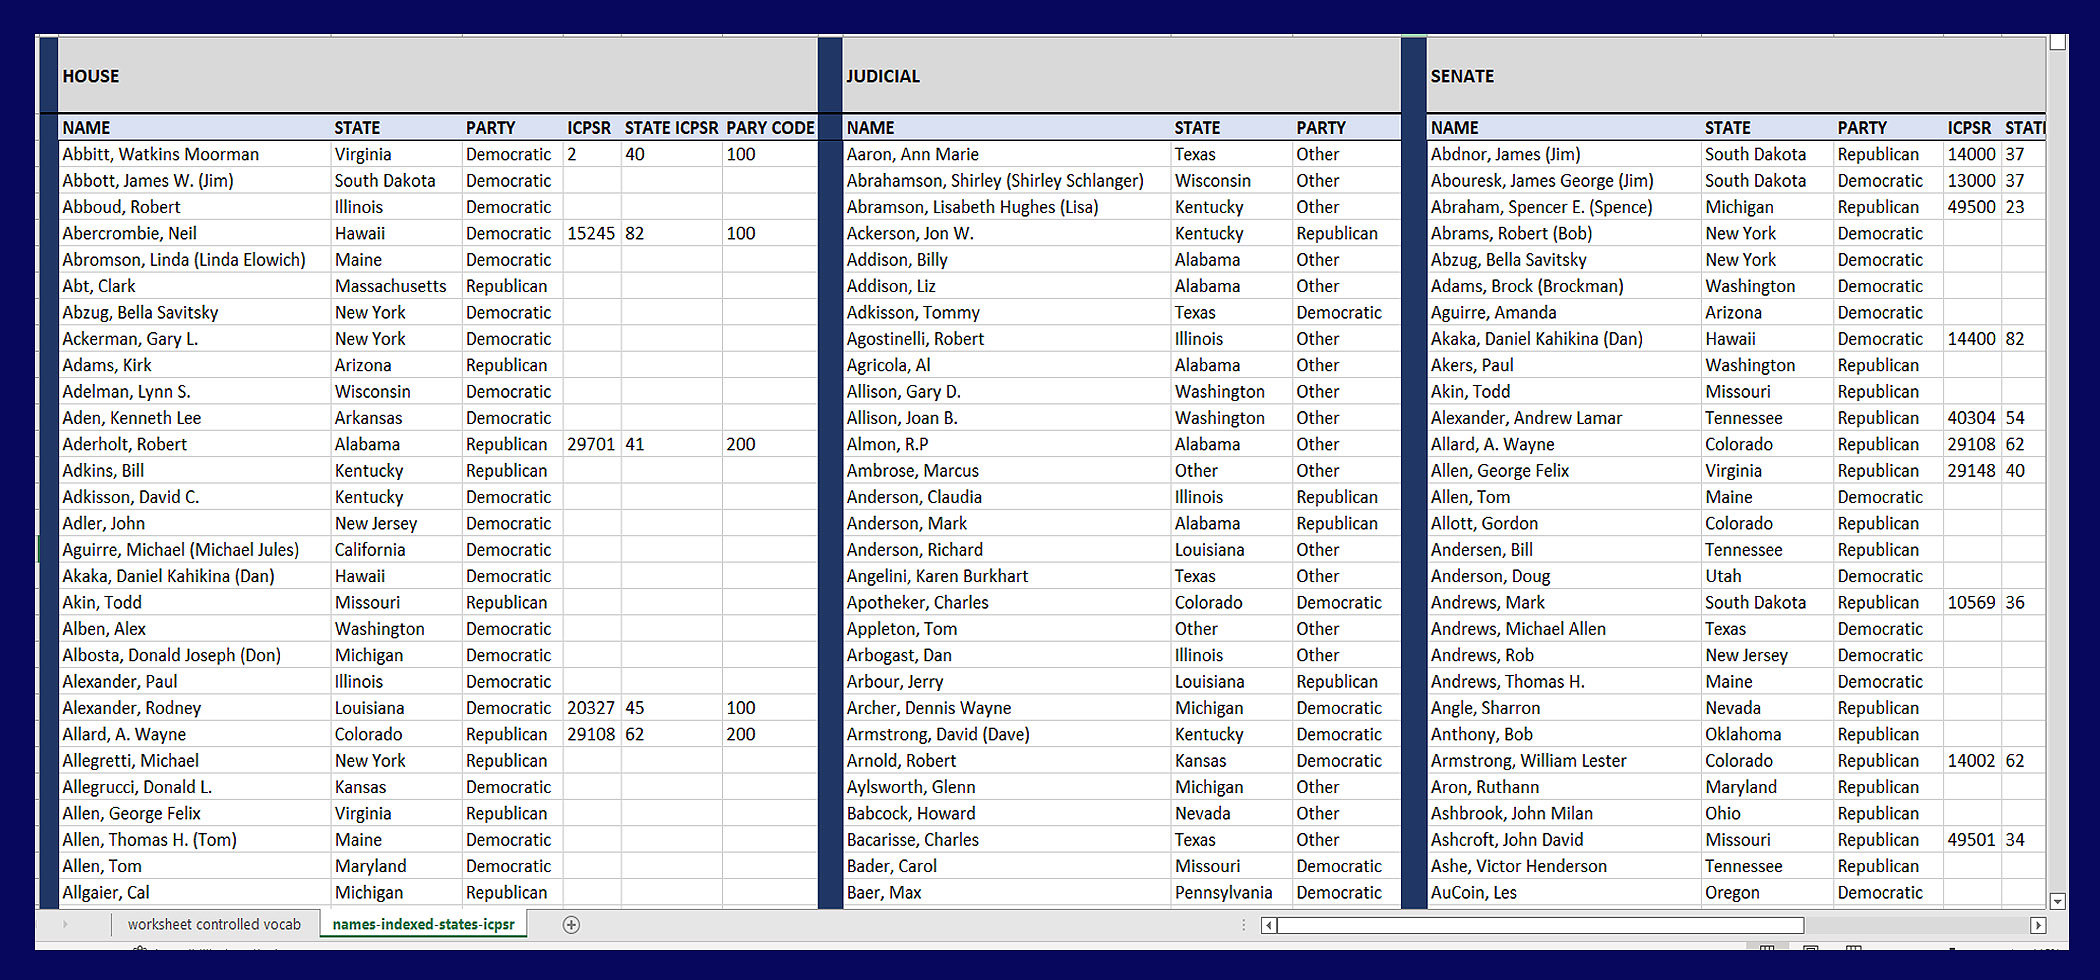 HOUSE JUDICIAL SENATE
NAME STATE PARTY ICPSR STATE ICPSR PARY CODE NAME STATE PARTY NAME STATE PARTY ICPSR STATE
Abbitt, Watkins Moorman Virginia Democratic 2 40 100 Aaron, Ann Marie Texas Other Abdnor, James (Jim) South Dakota Republican 14000 37
Abbott, James W. (Jim) South Dakota Democratic Abrahamson, Shirley (Shirley Schlanger) Wisconsin Other Abouresk, James George (Jim) South Dakota Democratic 13000 37
Abboud, Robert Illinois Democratic Abramson, Lisabeth Hughes (Lisa) Kentucky Other Abraham, Spencer E. (Spence) Michigan Republican 49500 23
Abercrombie, Neil Hawaii Democratic 15245 82 100 Ackerson, Jon W. Kentucky Republican Abrams, Robert (Bob) New York Democratic
Abromson, Linda (Linda Elowich) Maine Democratic Addison, Billy Alabama Other Abzug, Bella Savitsky New York Democratic
Abt, Clark Massachusetts Republican Addison, Liz Alabama Other Adams, Brock (Brockman) Washington Democratic
Abzug, Bella Savitsky New York Democratic Adkisson, Tommy Texas Democratic Aguirre, Amanda Arizona Democratic
Ackerman, Gary L. New York Democratic Agostinelli, Robert Illinois Other Akaka, Daniel Kahikina (Dan) Hawaii Democratic 14400 82
Adams, Kirk Arizona Republican Agricola, Al Alabama Other Akers, Paul Washington Republican
Adelman, Lynn S. Wisconsin Democratic Allison, Gary D. Washington Other Akin, Todd Missouri Republican
Aden, Kenneth Lee Arkansas Democratic Allison, Joan B. Washington Other Alexander, Andrew Lamar Tennessee Republican 40304 54
Aderholt, Robert Alabama Republican 29701 41 200 Almon, R.P Alabama Other Allard, A. Wayne Colorado Republican 29108 62
Adkins, Bill Kentucky Republican Ambrose, Marcus Other Other Allen, George Felix Virginia Republican 29148 40
Adkisson, David C. Kentucky Democratic Anderson, Claudia Illinois Republican Allen, Tom Maine Democratic
Adler, John New Jersey Democratic Anderson, Mark Alabama Republican Allott, Gordon Colorado Republican
Aguirre, Michael (Michael Jules) California Democratic Anderson, Richard Louisiana Other Andersen, Bill Tennessee Republican
Akaka, Daniel Kahikina (Dan) Hawaii Democratic Angelini, Karen Burkhart Texas Other Anderson, Doug Utah Democratic
Akin, Todd Missouri Republican Apotheker, Charles Colorado Democratic Andrews, Mark South Dakota Republican 10569 36
Alben, Alex Washington Democratic Appleton, Tom Other Other Andrews, Michael Allen Texas Democratic
Albosta, Donald Joseph (Don) Michigan Democratic Arbogast, Dan Illinois Other Andrews, Rob New Jersey Democratic
Alexander, Paul Illinois Democratic Arbour, Jerry Louisiana Republican Andrews, Thomas H. Maine Democratic
Alexander, Rodney Louisiana Democratic 20327 45 100 Archer, Dennis Wayne Michigan Democratic Angle, Sharron Nevada Republican
Allard, A. Wayne Colorado Republican 29108 62 200 Armstrong, David (Dave) Kentucky Democratic Anthony, Bob Oklahoma Republican
Allegretti, Michael New York Republican Arnold, Robert Kansas Democratic Armstrong, William Lester Colorado Republican 14002 62
Allegrucci, Donald L. Kansas Democratic Aylsworth, Glenn Michigan Other Aron, Ruthann Maryland Republican
Allen, George Felix Virginia Republican Babcock, Howard Nevada Other Ashbrook, John Milan Ohio Republican
Allen, Thomas H. (Tom) Maine Democratic Bacarisse, Charles Texas Other Ashcroft, John David Missouri Republican 49501 34
Allen, Tom Maryland Democratic Bader, Carol Missouri Democratic Ashe, Victor Henderson Tennessee Republican
Allgaier, Cal Michigan Republican Baer, Max Pennsylvania Democratic AuCoin, Les Oregon Democratic
worksheet controlled vocab names-indexed-states-icpsr